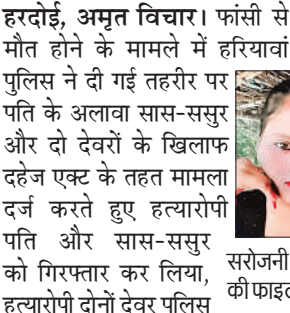 हरदोई, अमृत विचार। फांसी से
मौत होने के मामले में हरियावां
पुलिस ने दी गई तहरीर पर
पति के अलावा सास-ससुर
और दो देवरों के खिलाफ
दहेज एक्ट के तहत मामला
दर्ज करते हुए हत्यारोपी
पति और सास-ससुर
को गिरफ्तार कर लिया,
हत्यारोपी दोनों देवर पुलिस
सरोजनी
की